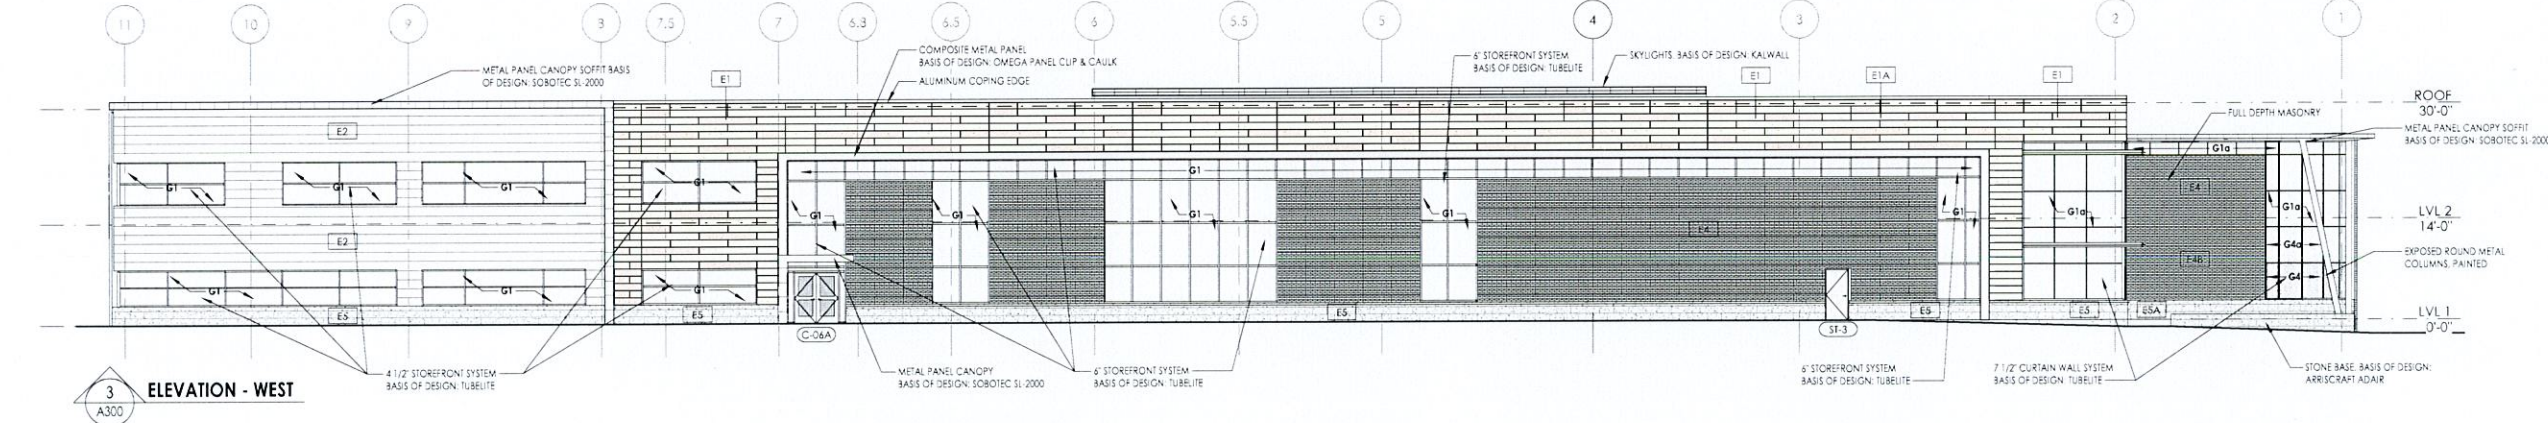 11 10 9 8 7.5 7 6.8 6.5 6 5.5 5 4 3 2 1
METAL PANEL CANOPY SOFFIT BASIS
OF DESIGN: SOBOTEC SL-2000
E1
COMPOSITE METAL PANEL
BASIS OF DESIGN: OMEGA PANEL CLIP & CAULK
ALUMINUM COPING EDGE
6" STOREFRONT SYSTEM
BASIS OF DESIGN: TUBELITE
SKYLIGHTS. BASIS OF DESIGN: KALWALL
E1 E1A E1
ROOF
30'-0"
FULL DEPTH MASONRY
METAL PANEL CANOPY SOFFIT
BASIS OF DESIGN: SOBOTEC SL-2000
E2
G1 G1 G1 G1
G1
G1a
E4
G1 G1 G1 G1 G1 G1a G1a
LVL 2
14'-0"
E2
E4
G4a
E4B
EXPOSED ROUND METAL
COLUMNS, PAINTED
G1 G1 G1
G4
E5 E5 E5 E5 E5 E5A
LVL 1
0'-0"
C-06A
ST-3
4 1/2" STOREFRONT SYSTEM
BASIS OF DESIGN: TUBELITE
METAL PANEL CANOPY
BASIS OF DESIGN: SOBOTEC SL-2000
6" STOREFRONT SYSTEM
BASIS OF DESIGN: TUBELITE
6" STOREFRONT SYSTEM
BASIS OF DESIGN: TUBELITE
7 1/2" CURTAIN WALL SYSTEM
BASIS OF DESIGN: TUBELITE
STONE BASE. BASIS OF DESIGN:
ARRISCRAFT ADAIR
3
A300
ELEVATION - WEST